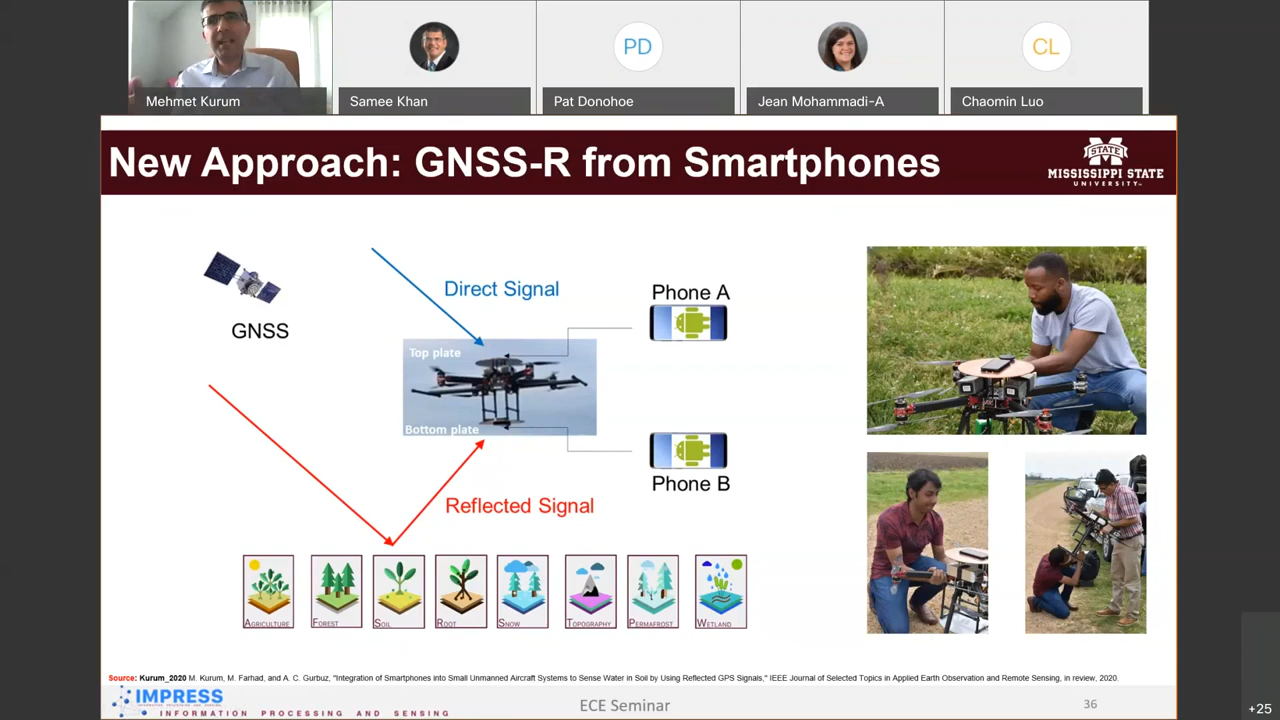 Mehmet Kurum
Samee Khan
PD
Pat Donohoe
Jean Mohammadi-A
CL
Chaomin Luo
New Approach: GNSS-R from Smartphones
STATE
MISSISSIPPI STATE
UNIVERSITY™
GNSS
Direct Signal
Phone A
Top plate
Bottom plate
Phone B
Reflected Signal
AGRICULTURE
FOREST
SOIL
ROOT
SNOW
TOPOGRAPHY
PERMAFROST
WETLAND
Source: Kurum_2020 M. Kurum, M. Farhad, and A. C. Gurbuz, "Integration of Smartphones into Small Unmanned Aircraft Systems to Sense Water in Soil by Using Reflected GPS Signals," IEEE Journal of Selected Topics in Applied Earth Observation and Remote Sensing, in review, 2020.
IMPRESS
INFORMATION PROCESSING AND SENSING
ECE Seminar
36
+25